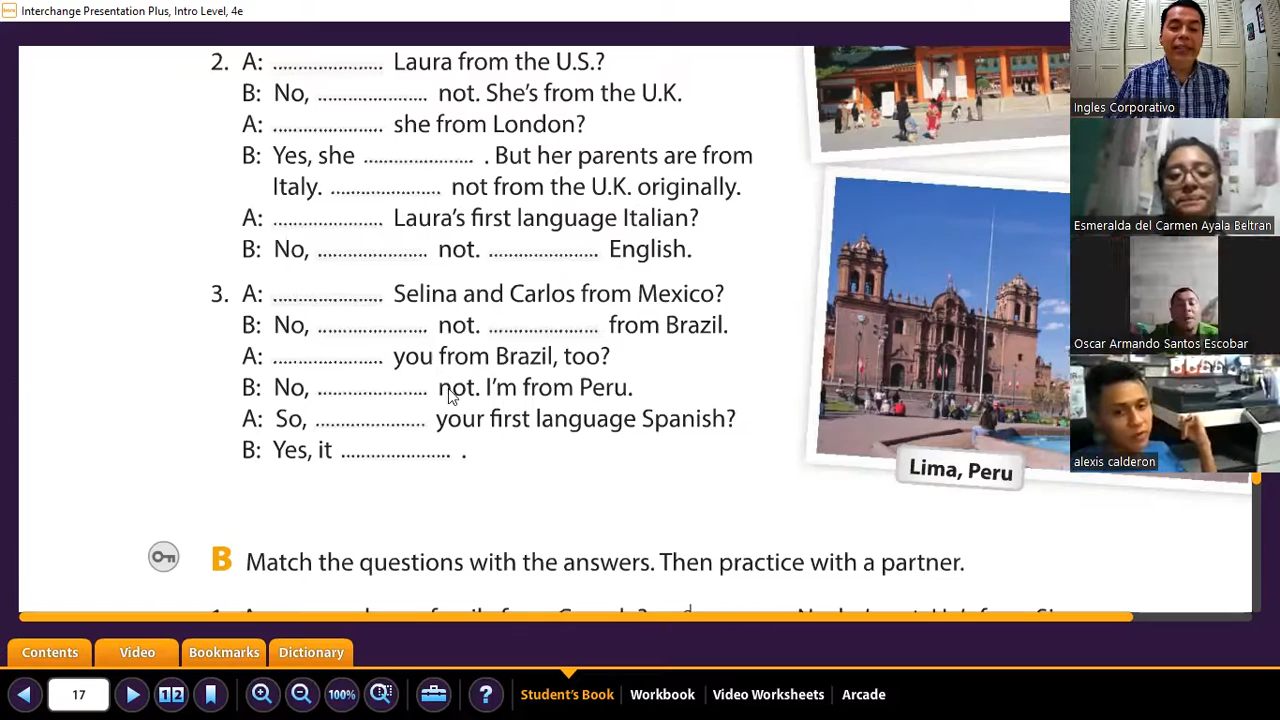 Interchange Presentation Plus, Intro Level, 4e
2. A: ...................... Laura from the U.S.?
B: No, ...................... not. She's from the U.K.
A: ...................... she from London?
B: Yes, she ...................... . But her parents are from
Italy. ...................... not from the U.K. originally.
A: ...................... Laura's first language Italian?
B: No, ...................... not. ...................... English.
3. A: ...................... Selina and Carlos from Mexico?
B: No, ...................... not. ...................... from Brazil.
A: ...................... you from Brazil, too?
B: No, ...................... not. I'm from Peru.
A: So, ...................... your first language Spanish?
B: Yes, it ...................... .
Lima, Peru
B Match the questions with the answers. Then practice with a partner.
Ingles Corporativo
Esmeralda del Carmen Ayala Beltran
Oscar Armando Santos Escobar
alexis calderon
Contents Video Bookmarks Dictionary
17 1 2 100% ? Student's Book Workbook Video Worksheets Arcade